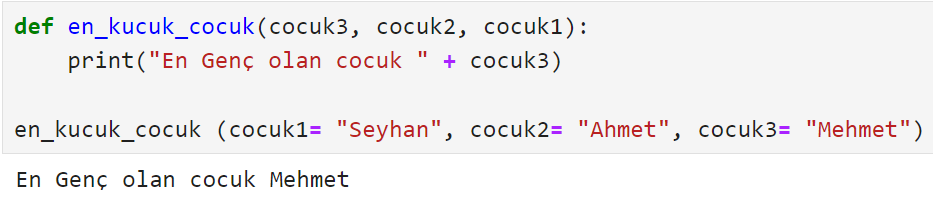 def en_kucuk_cocuk(cocuk3, cocuk2, cocuk1):
    print("En Genç olan cocuk " + cocuk3)
en_kucuk_cocuk (cocuk1= "Seyhan", cocuk2= "Ahmet", cocuk3= "Mehmet")
En Genç olan cocuk Mehmet